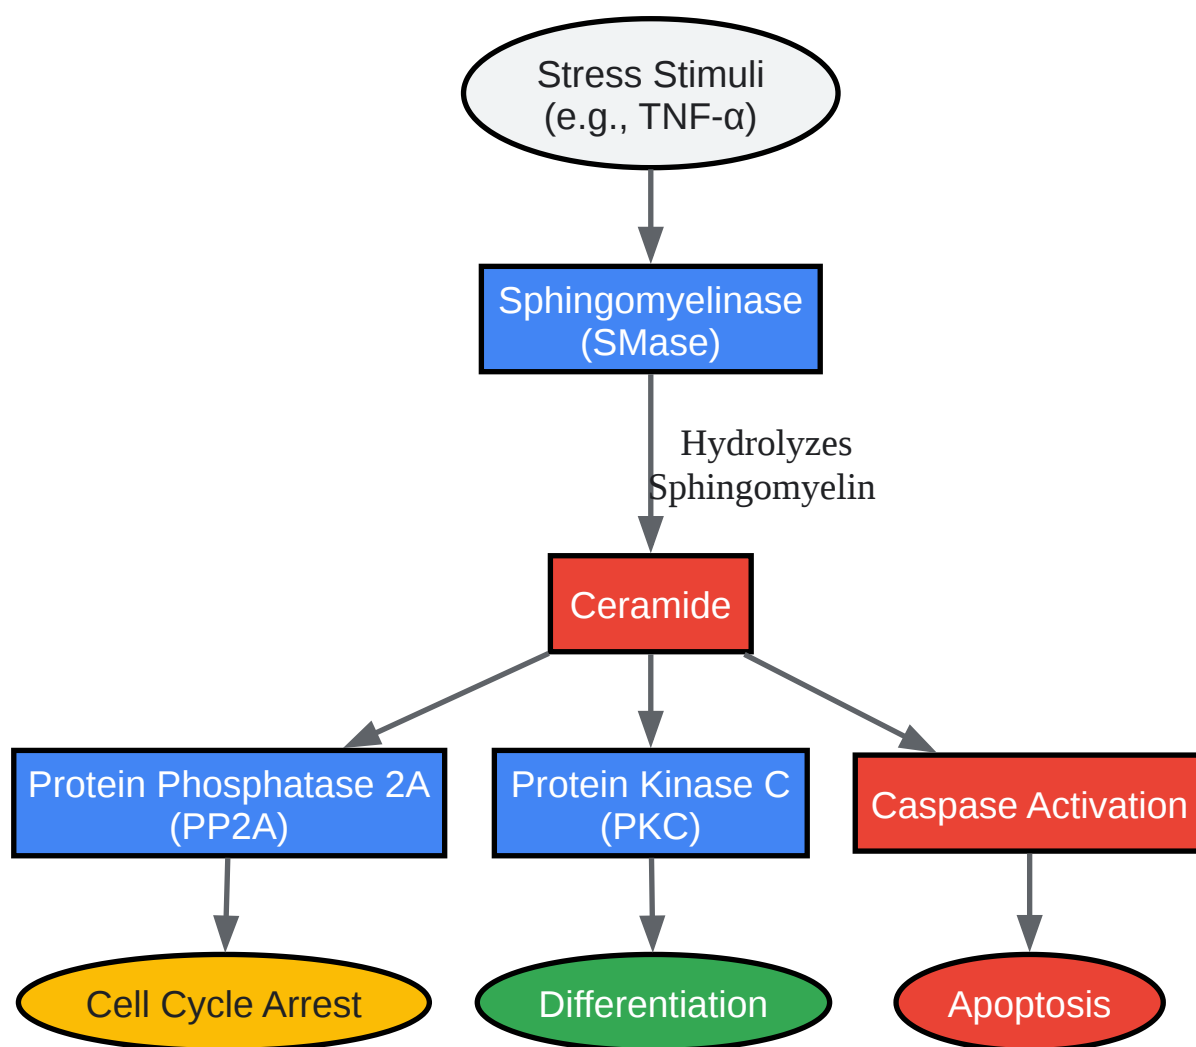 Stress Stimuli
(e.g., TNF-α)
Sphingomyelinase
(SMase)
Hydrolyzes
Sphingomyelin
Ceramide
Protein Phosphatase 2A
(PP2A)
Protein Kinase C
(PKC)
Caspase Activation
Cell Cycle Arrest
Differentiation
Apoptosis